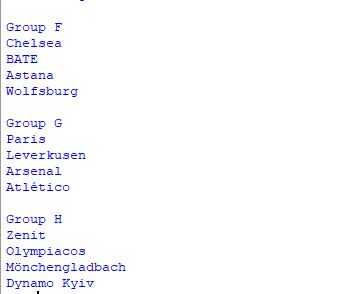 Group F
Chelsea
BATE
Astana
Wolfsburg
Group G
Paris
Leverkusen
Arsenal
Atlético
Group H
Zenit
Olympiacos
Mönchengladbach
Dynamo Kyiv